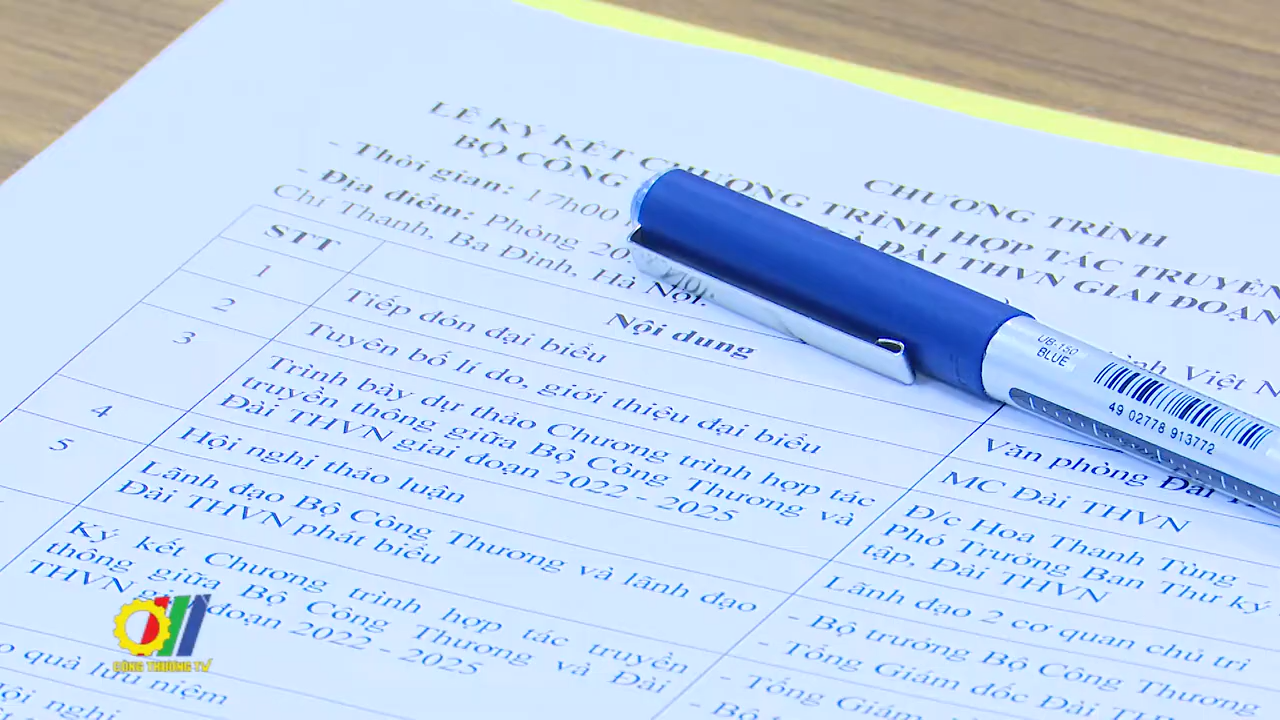 CHƯƠNG TRÌNH
LỄ KÝ KẾT CHƯƠNG TRÌNH HỢP TÁC TRUYỀN
BỘ CÔNG VÀ ĐÀI THVN GIAI ĐOẠN
- Thời gian: 17h00
- Địa điểm: Phòng
Chí Thanh, Ba Đình, Hà Nội.
STT
Nội dung
1
Tiếp đón đại biểu
Văn phòng Đài
2
Tuyên bố lí do, giới thiệu đại biểu
MC Đài THVN
3
Trình bày dự thảo Chương trình hợp tác
truyền thông giữa Bộ Công Thương và
Đài THVN giai đoạn 2022 - 2025
Đ/c Hoa Thanh Tùng –
Phó Trưởng Ban Thư ký
tập, Đài THVN
4
Hội nghị thảo luận
Lãnh đạo 2 cơ quan chủ trì
5
Lãnh đạo Bộ Công Thương và lãnh đạo
Đài THVN phát biểu
- Bộ trưởng Bộ Công Thương
- Tổng Giám đốc Đài
Ký kết Chương trình hợp tác truyền
thông giữa Bộ Công Thương và Đài
THVN giai đoạn 2022 - 2025
- Tổng Giám
quà lưu niệm
nghị
UB-150
BLUE
49 02778 913772
CÔNG THƯƠNG TV